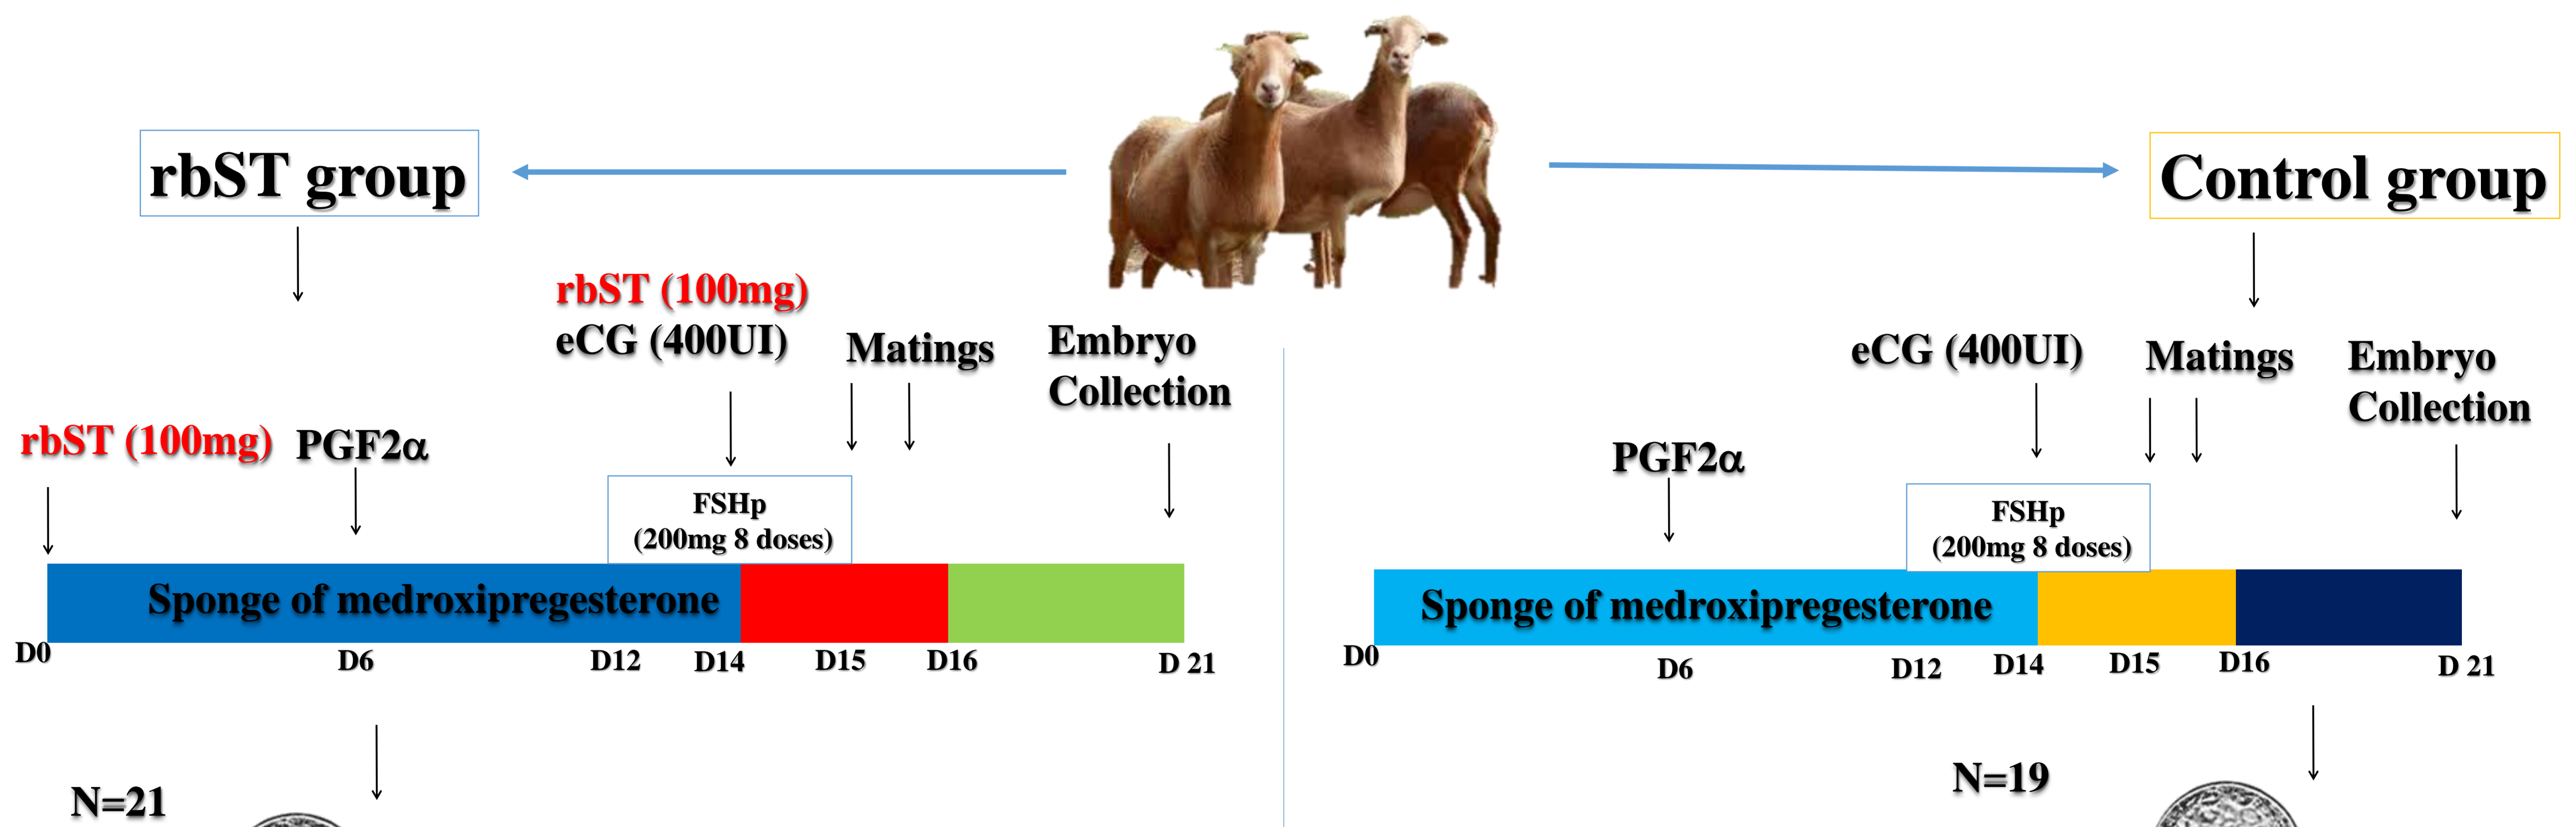 rbST group
Control group
rbST (100mg)
eCG (400UI)
Matings
Embryo
Collection
rbST (100mg)
PGF2α
FSHp
(200mg 8 doses)
Sponge of medroxipregesterone
D0
D6
D12
D14
D15
D16
D 21
N=21
eCG (400UI)
Matings
Embryo
Collection
PGF2α
FSHp
(200mg 8 doses)
Sponge of medroxipregesterone
D0
D6
D12
D14
D15
D16
D 21
N=19